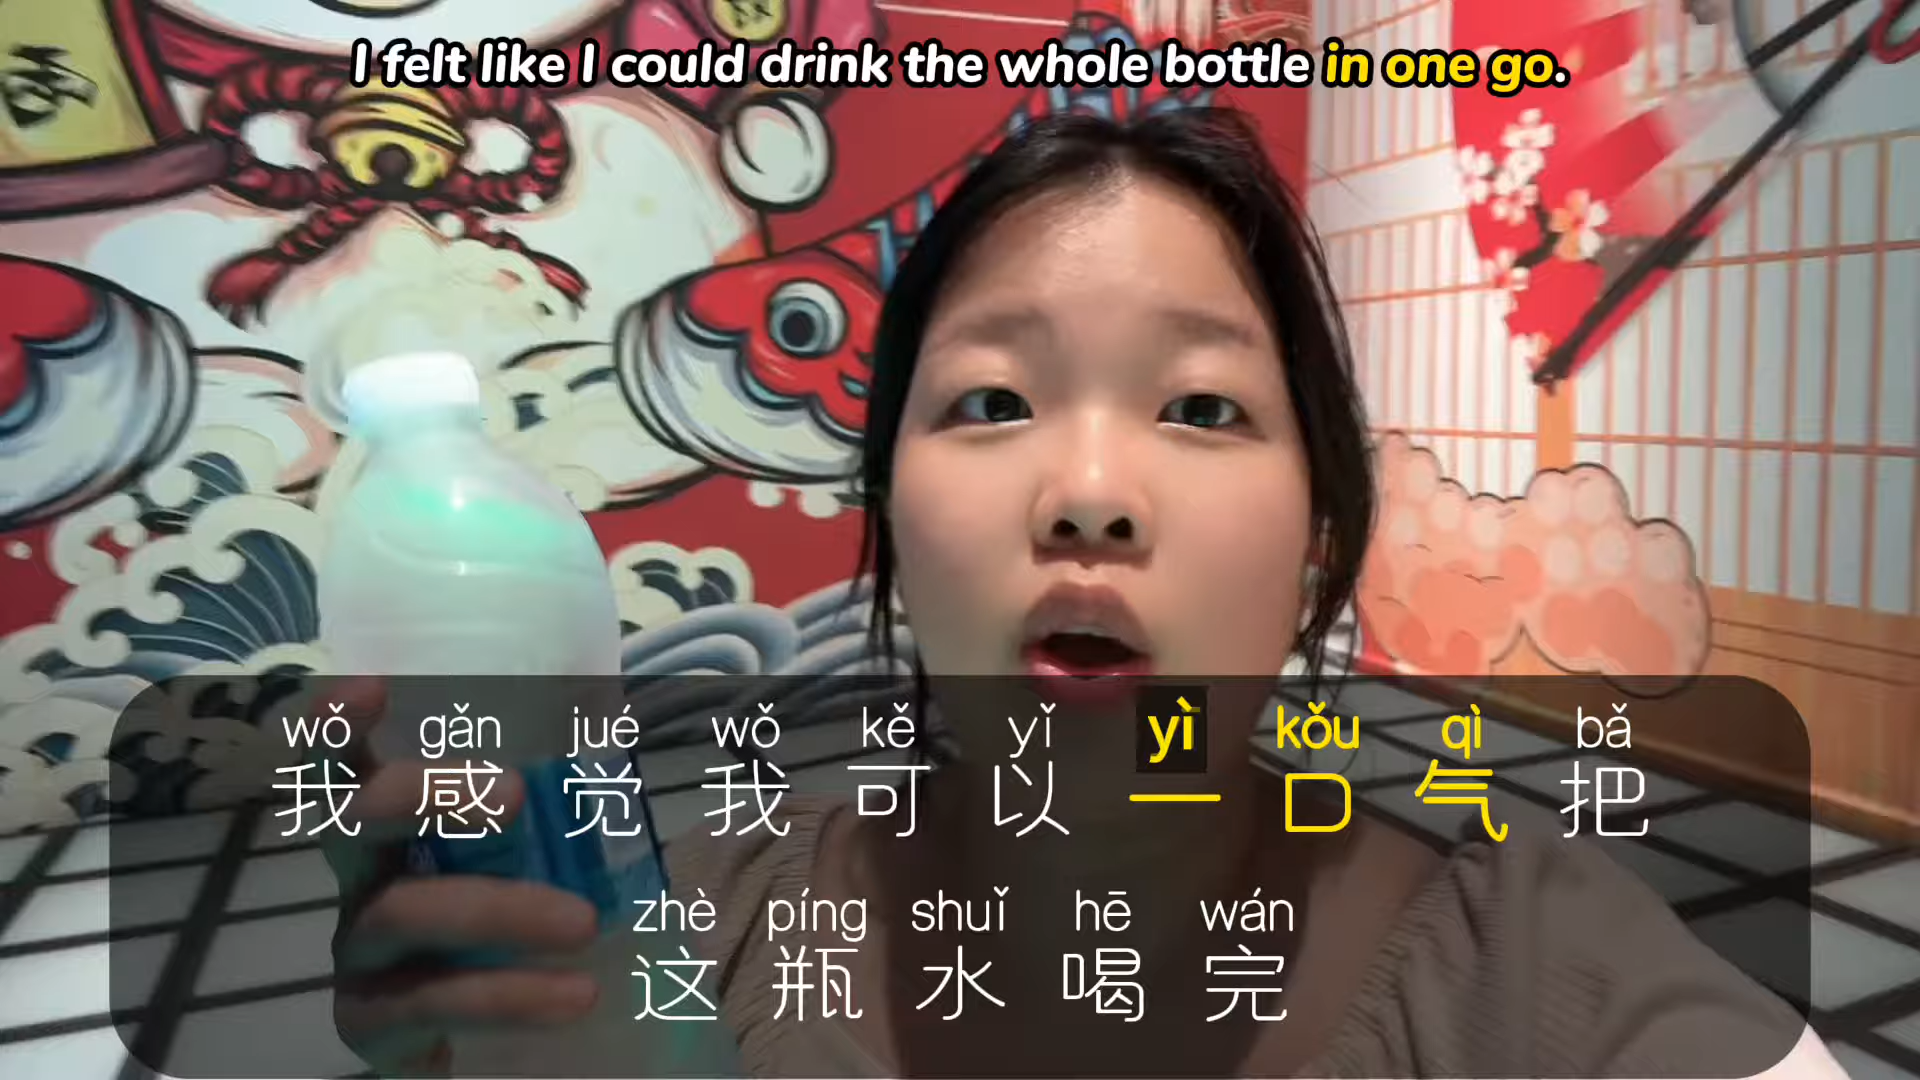 I felt like I could drink the whole bottle in one go.
wǒ gǎn jué wǒ kě yǐ yì kǒu qì bǎ
我感觉我可以一口气把
zhè píng shuǐ hē wán
这瓶水喝完